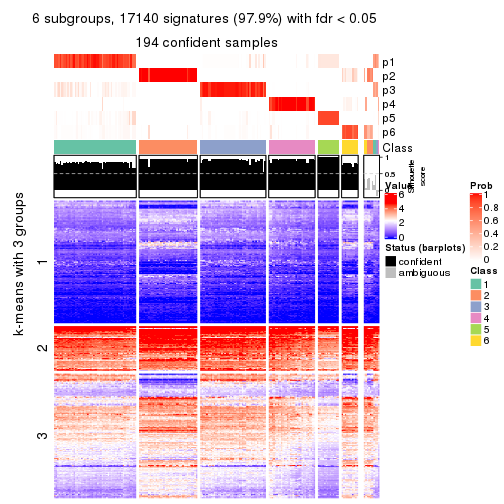 6 subgroups, 17140 signatures (97.9%) with fdr < 0.05
194 confident samples
p1
p2
p3
p4
p5
p6
Class
1
0.5
0
Silhouette
score
k-means with 3 groups
1
2
3
Value
6
4
2
0
Status (barplots)
confident
ambiguous
Prob
1
0.8
0.6
0.4
0.2
0
Class
1
2
3
4
5
6